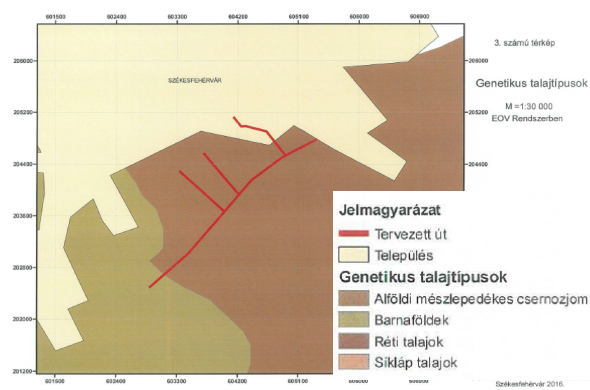 601500 602400 603300 604200 605100 606000 606900
206000
205200
204400
203600
202800
202000
201200
206000
205200
204400
SZÉKESFEHÉRVÁR
3. számú térkép
Genetikus talajtípusok
M =1:30 000
EOV Rendszerben
Jelmagyarázat
Tervezett út
Település
Genetikus talajtípusok
Alföldi mészlepedékes csernozjom
Barnaföldek
Réti talajok
Síkláp talajok
601500 602400 603300 604200 605100 606000 606900
Székesfehérvár 2016.